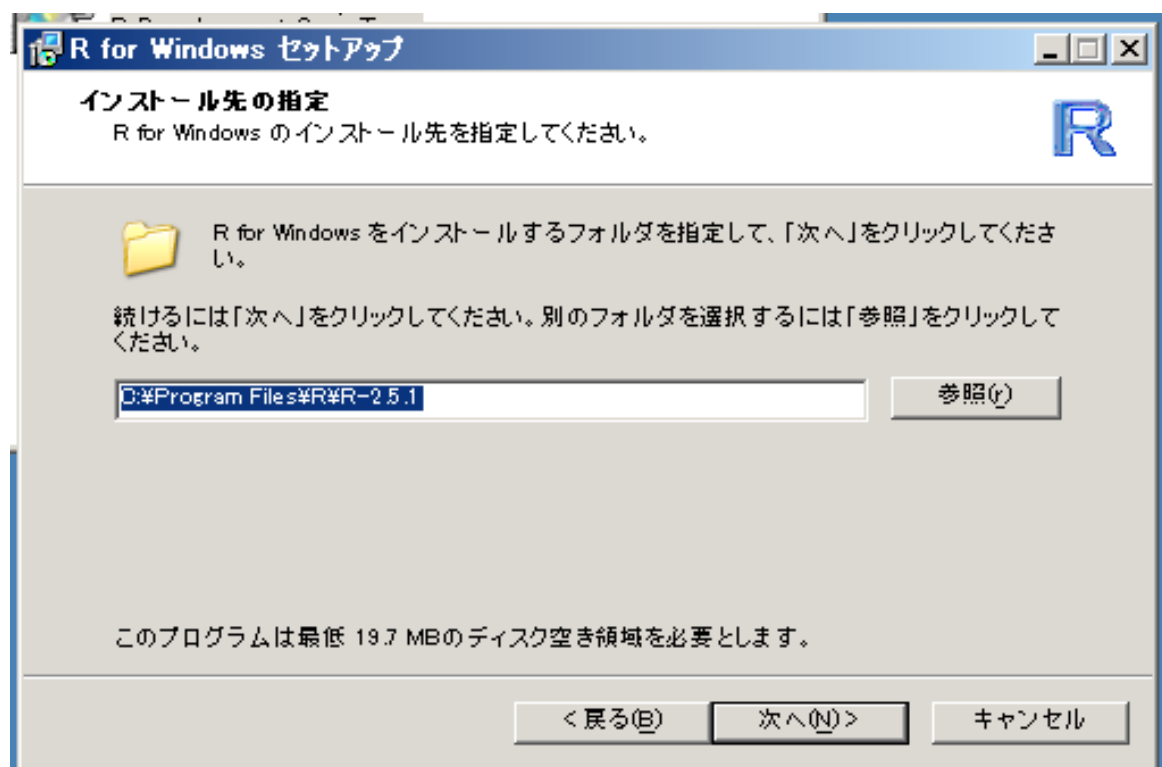 R for Windows セットアップ
インストール先の指定
R for Windows のインストール先を指定してください。
R
R for Windows をインストールするフォルダを指定して、「次へ」をクリックしてくださ
い。
続けるには「次へ」をクリックしてください。別のフォルダを選択するには「参照」をクリックして
ください。
C:¥Program Files¥R¥R-2.5.1
参照(r)
このプログラムは最低 19.7 MBのディスク空き領域を必要とします。
< 戻る(B)
次へ(N) >
キャンセル